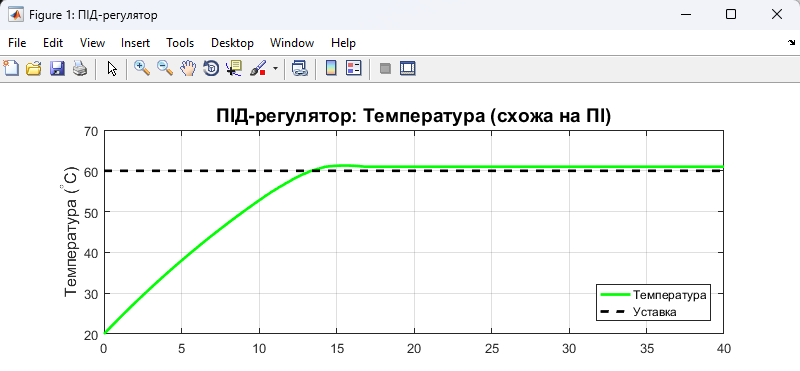 Figure 1: ПІД-регулятор
File Edit View Insert Tools Desktop Window Help
ПІД-регулятор: Температура (схожа на ПІ)
Температура (°C)
70
60
50
40
30
20
0 5 10 15 20 25 30 35 40
Температура
Уставка